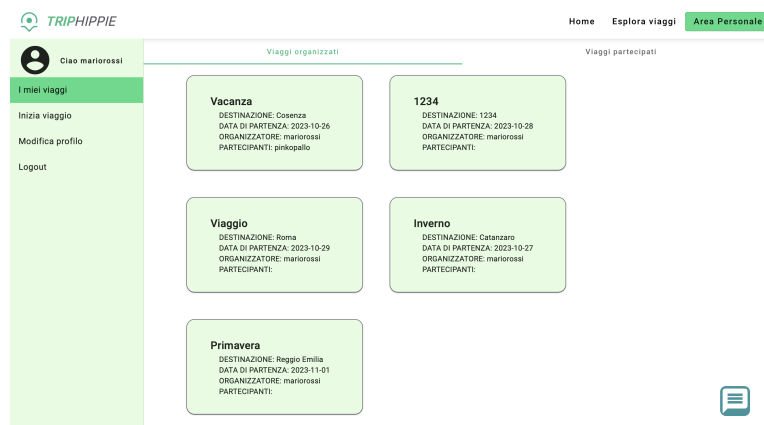 TRIPHIPPIE
Home Esplora viaggi Area Personale
Ciao mariorossi
I miei viaggi
Inizia viaggio
Modifica profilo
Logout
Viaggi organizzati Viaggi partecipati
Vacanza
DESTINAZIONE: Cosenza
DATA DI PARTENZA: 2023-10-26
ORGANIZZATORE: mariorossi
PARTECIPANTI: pinkopallo
1234
DESTINAZIONE: 1234
DATA DI PARTENZA: 2023-10-28
ORGANIZZATORE: mariorossi
PARTECIPANTI:
Viaggio
DESTINAZIONE: Roma
DATA DI PARTENZA: 2023-10-29
ORGANIZZATORE: mariorossi
PARTECIPANTI:
Inverno
DESTINAZIONE: Catanzaro
DATA DI PARTENZA: 2023-10-27
ORGANIZZATORE: mariorossi
PARTECIPANTI:
Primavera
DESTINAZIONE: Reggio Emilia
DATA DI PARTENZA: 2023-11-01
ORGANIZZATORE: mariorossi
PARTECIPANTI: